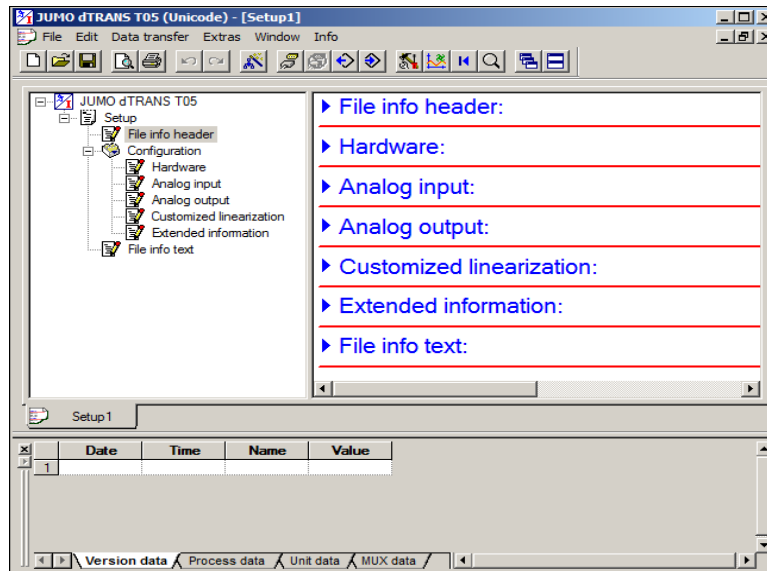 JUMO dTRANS T05 (Unicode) - [Setup1]
File Edit Data transfer Extras Window Info
JUMO dTRANS T05
Setup
File info header
Configuration
Hardware
Analog input
Analog output
Customized linearization
Extended information
File info text
File info header:
Hardware:
Analog input:
Analog output:
Customized linearization:
Extended information:
File info text:
Setup1
Date Time Name Value
1
Version data Process data Unit data MUX data